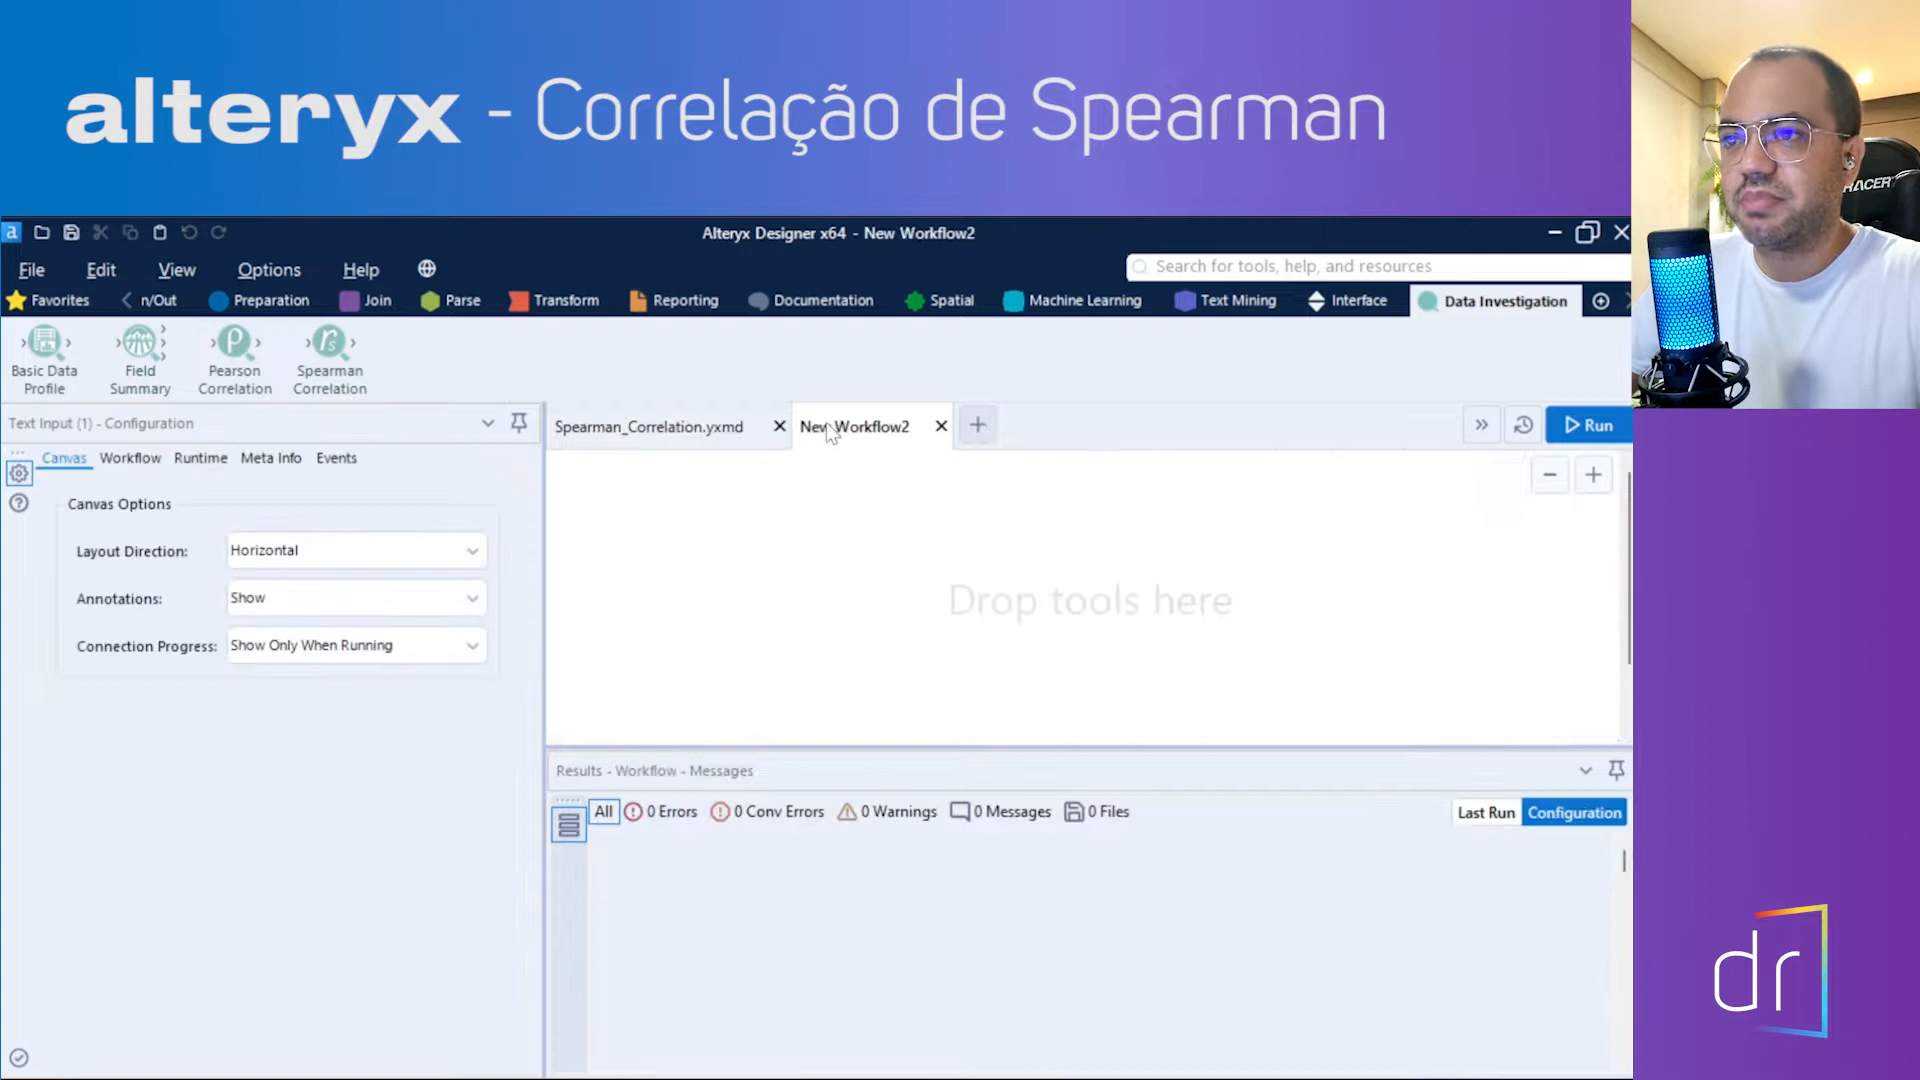 alteryx - Correlação de Spearman
ACER
a
Alteryx Designer x64 - New Workflow2
File Edit View Options Help
Search for tools, help, and resources
Favorites n/Out Preparation Join Parse Transform Reporting Documentation Spatial Machine Learning Text Mining Interface Data Investigation
Basic Data Profile
Field Summary
Pearson Correlation
Spearman Correlation
Text Input (1) - Configuration
Spearman_Correlation.yxmd
New Workflow2
Run
Canvas Workflow Runtime Meta Info Events
Canvas Options
Layout Direction: Horizontal
Annotations: Show
Connection Progress: Show Only When Running
Drop tools here
Results - Workflow - Messages
All 0 Errors 0 Conv Errors 0 Warnings 0 Messages 0 Files
Last Run Configuration
dr